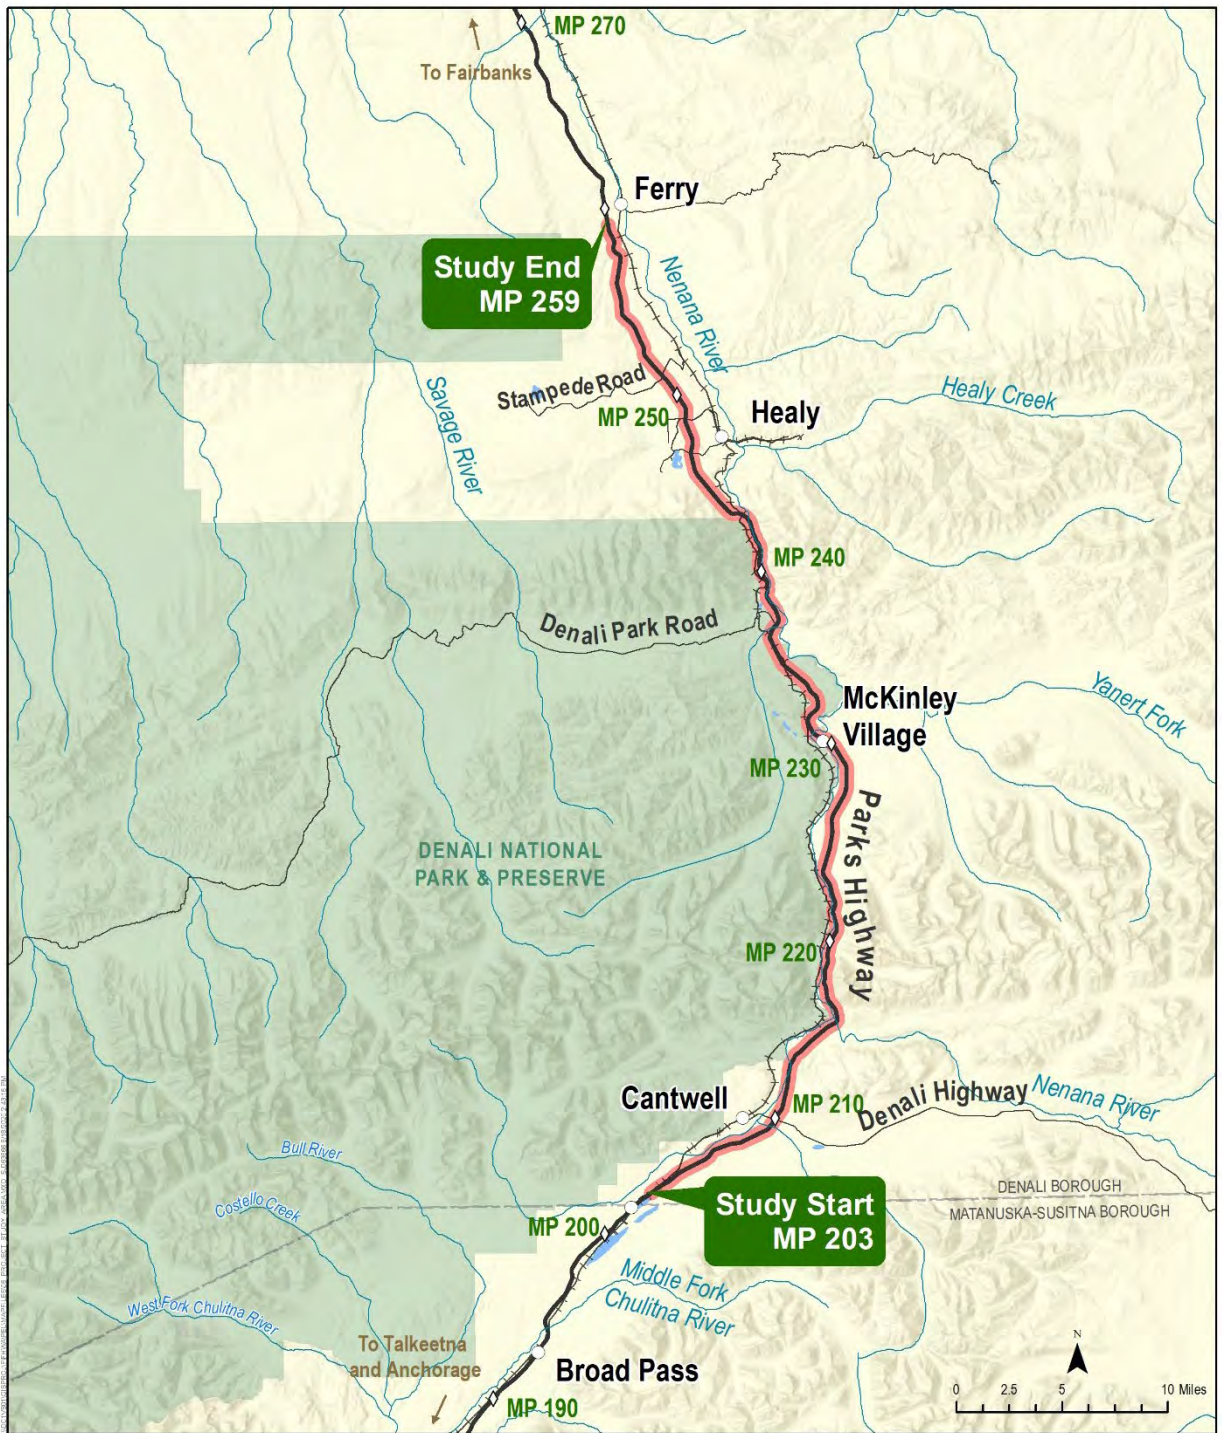 MP 270
To Fairbanks
Ferry
Study End
MP 259
Nenana River
Stampede Road
MP 250
Savage River
Healy
Healy Creek
MP 240
Denali Park Road
McKinley
Village
Yanert Fork
MP 230
Parks Highway
DENALI NATIONAL
PARK & PRESERVE
MP 220
Cantwell
MP 210
Denali Highway
Nenana River
Bull River
Costello Creek
Study Start
MP 203
DENALI BOROUGH
MATANUSKA-SUSITNA BOROUGH
MP 200
Middle Fork
Chulitna River
West Fork Chulitna River
To Talkeetna
and Anchorage
Broad Pass
MP 190
N
0 2.5 5 10 Miles